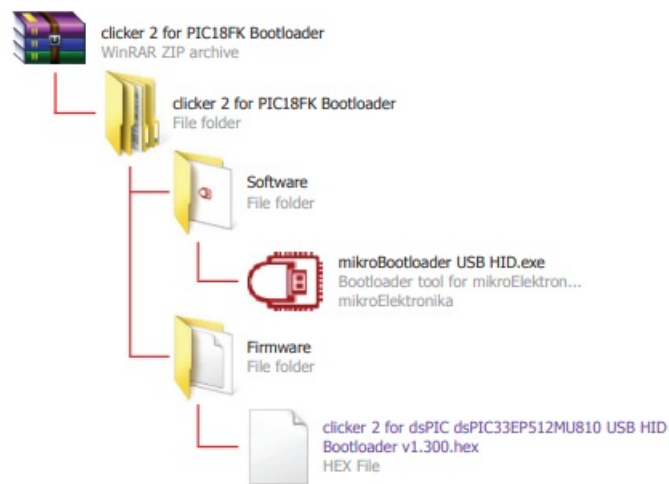 clicker 2 for PIC18FK Bootloader
WinRAR ZIP archive
clicker 2 for PIC18FK Bootloader
File folder
Software
File folder
mikroBootloader USB HID.exe
Bootloader tool for mikroElektron...
mikroElektronika
Firmware
File folder
clicker 2 for dsPIC dsPIC33EP512MU810 USB HID
Bootloader v1.300.hex
HEX File